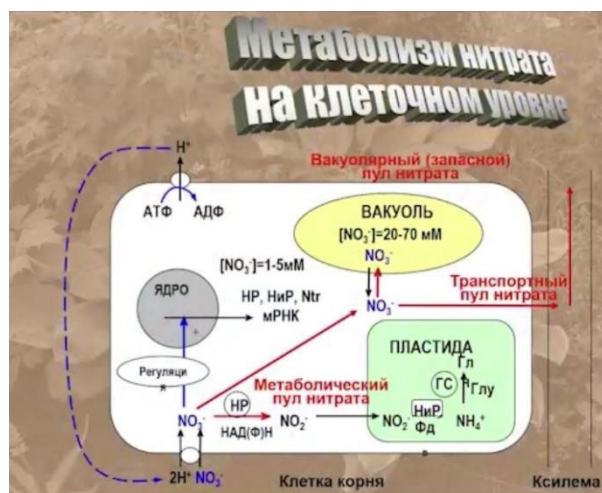 Метаболизм нитрата
на клеточном уровне
H⁺
Вакуолярный (запасной)
пул нитрата
АТФ АДФ
ВАКУОЛЬ
[NO₃⁻]=20-70 мМ
NO₃⁻
[NO₃⁻]=1-5мМ
ЯДРО
НР, НиР, Ntr
мРНК
+
NO₃⁻
Транспортный
пул нитрата
ПЛАСТИДА
Гл
ГС
Глу
Регуляци
я
Метаболический
пул нитрата
НР
NO₃⁻
НАД(Ф)Н
NO₂⁻
NO₂⁻
НиР
Фд
NH₄⁺
в
2H⁺ NO₃⁻
Клетка корня
Ксилема